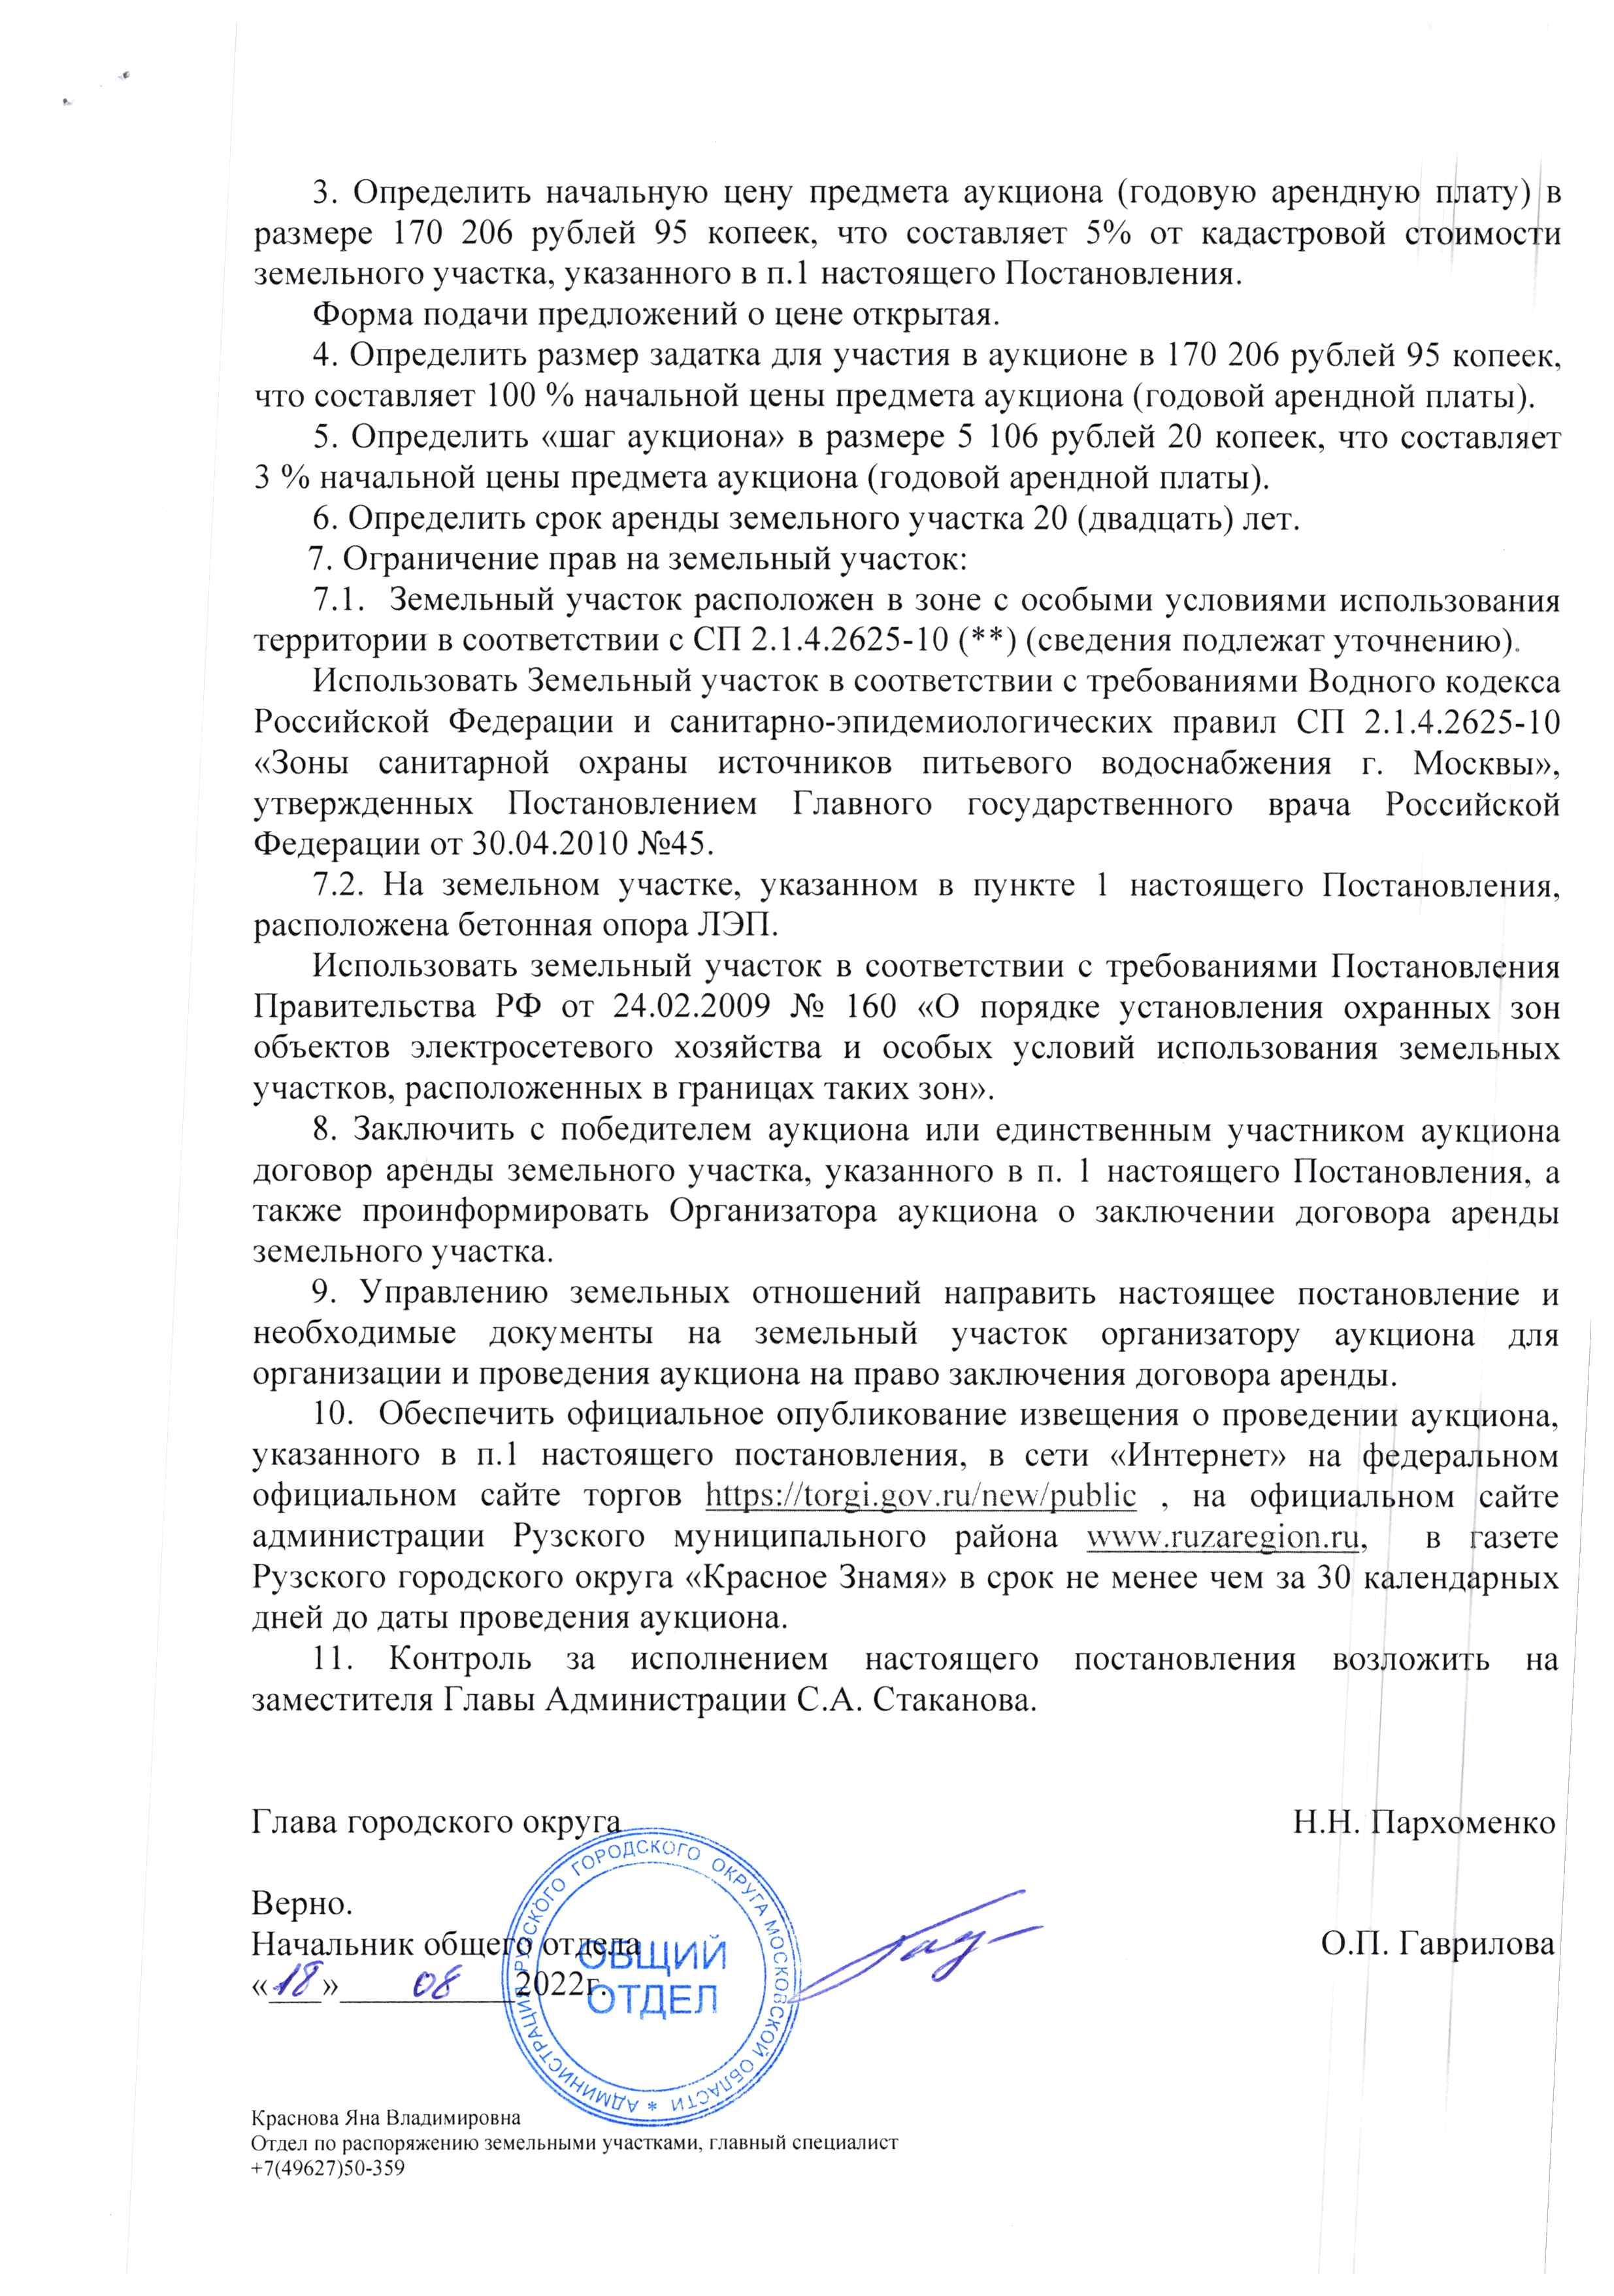 3. Определить начальную цену предмета аукциона (годовую арендную плату) в
размере 170 206 рублей 95 копеек, что составляет 5% от кадастровой стоимости
земельного участка, указанного в п.1 настоящего Постановления.
Форма подачи предложений о цене открытая.
4. Определить размер задатка для участия в аукционе в 170 206 рублей 95 копеек,
что составляет 100 % начальной цены предмета аукциона (годовой арендной платы).
5. Определить «шаг аукциона» в размере 5 106 рублей 20 копеек, что составляет
3 % начальной цены предмета аукциона (годовой арендной платы).
6. Определить срок аренды земельного участка 20 (двадцать) лет.
7. Ограничение прав на земельный участок:
7.1. Земельный участок расположен в зоне с особыми условиями использования
территории в соответствии с СП 2.1.4.2625-10 (**) (сведения подлежат уточнению).
Использовать Земельный участок в соответствии с требованиями Водного кодекса
Российской Федерации и санитарно-эпидемиологических правил СП 2.1.4.2625-10
«Зоны санитарной охраны источников питьевого водоснабжения г. Москвы»,
утвержденных Постановлением Главного государственного врача Российской
Федерации от 30.04.2010 №45.
7.2. На земельном участке, указанном в пункте 1 настоящего Постановления,
расположена бетонная опора ЛЭП.
Использовать земельный участок в соответствии с требованиями Постановления
Правительства РФ от 24.02.2009 № 160 «О порядке установления охранных зон
объектов электросетевого хозяйства и особых условий использования земельных
участков, расположенных в границах таких зон».
8. Заключить с победителем аукциона или единственным участником аукциона
договор аренды земельного участка, указанного в п. 1 настоящего Постановления, а
также проинформировать Организатора аукциона о заключении договора аренды
земельного участка.
9. Управлению земельных отношений направить настоящее постановление и
необходимые документы на земельный участок организатору аукциона для
организации и проведения аукциона на право заключения договора аренды.
10. Обеспечить официальное опубликование извещения о проведении аукциона,
указанного в п.1 настоящего постановления, в сети «Интернет» на федеральном
официальном сайте торгов https://torgi.gov.ru/new/public , на официальном сайте
администрации Рузского муниципального района www.ruzaregion.ru, в газете
Рузского городского округа «Красное Знамя» в срок не менее чем за 30 календарных
дней до даты проведения аукциона.
11. Контроль за исполнением настоящего постановления возложить на
заместителя Главы Администрации С.А. Стаканова.
Глава городского округа Н.Н. Пархоменко
Верно.
Начальник общего отдела О.П. Гаврилова
«18» 08 2022г.
АДМИНИСТРАЦИЯ РУЗСКОГО ГОРОДСКОГО ОКРУГА МОСКОВСКОЙ ОБЛАСТИ *
ОБЩИЙ
ОТДЕЛ
Краснова Яна Владимировна
Отдел по распоряжению земельными участками, главный специалист
+7(49627)50-359